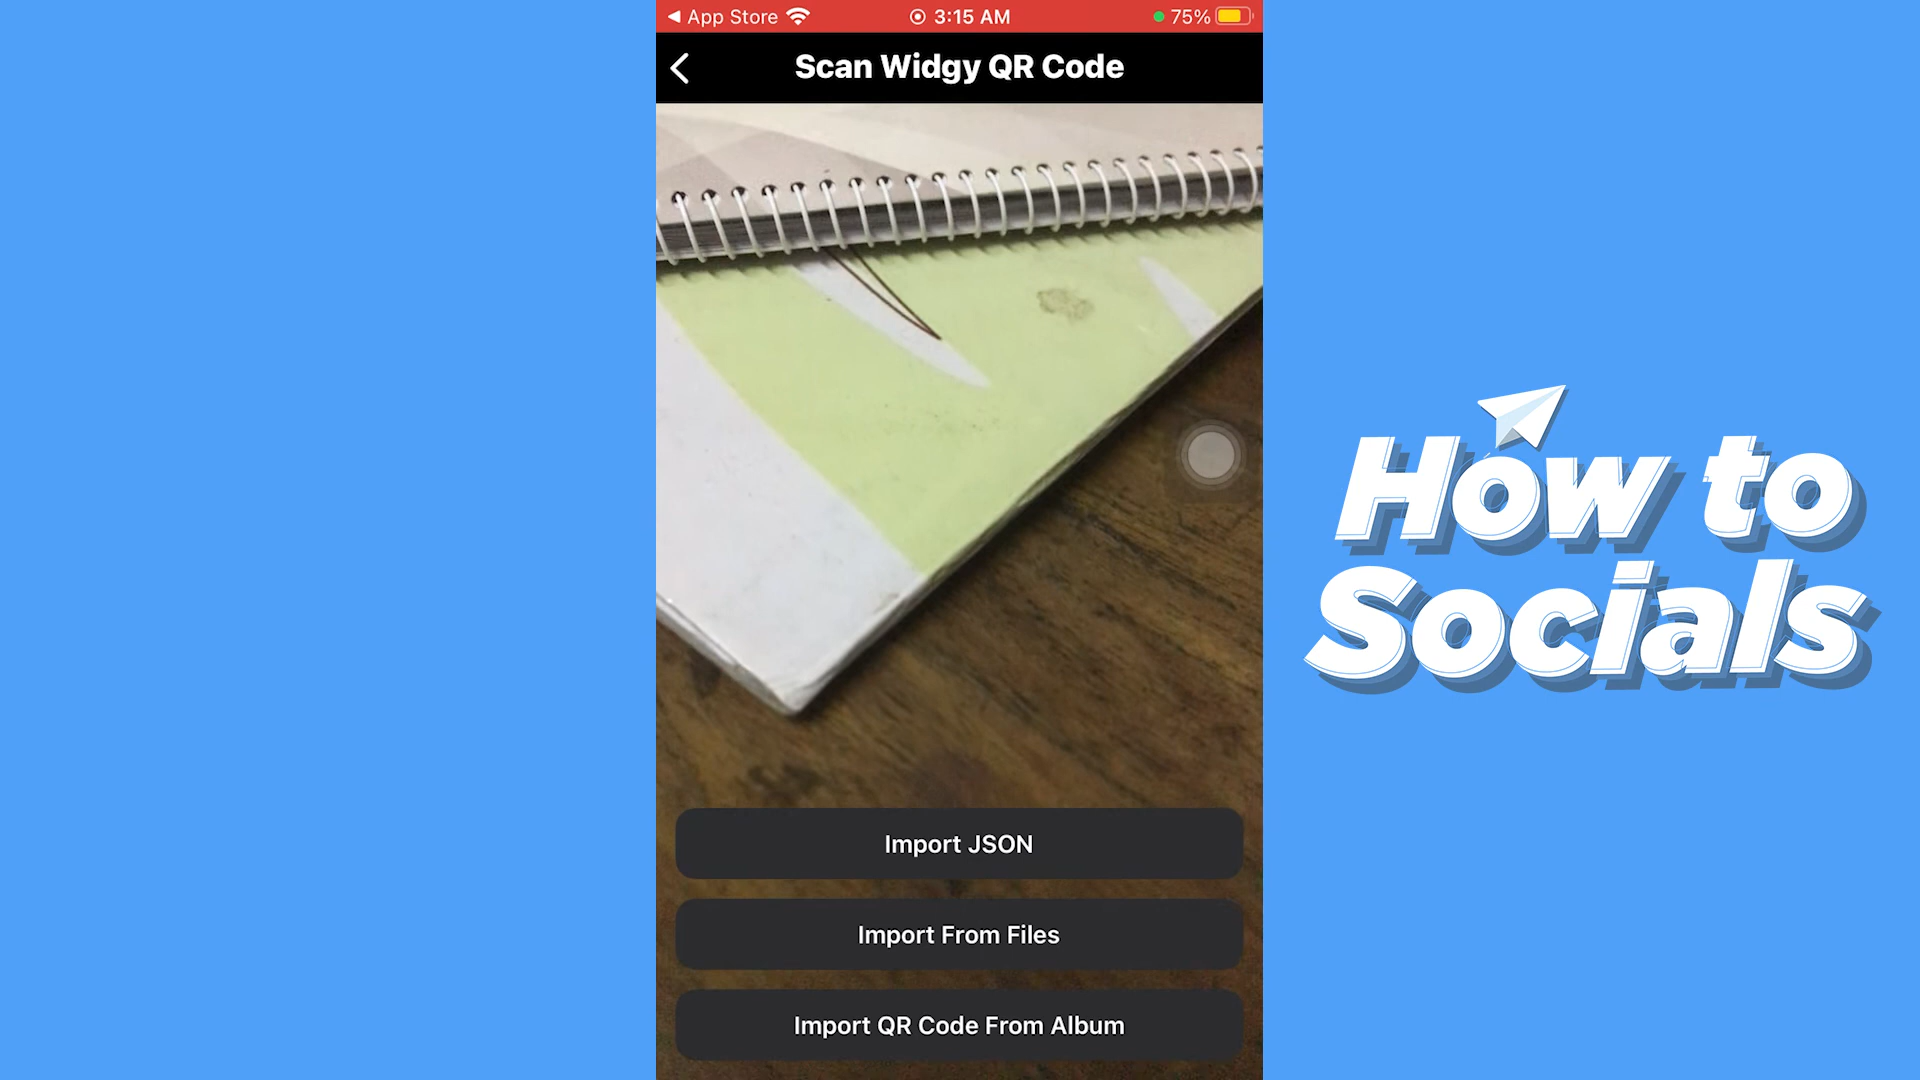 App Store 3:15 AM 75%
Scan Widgy QR Code
How to
Socials
Import JSON
Import From Files
Import QR Code From Album